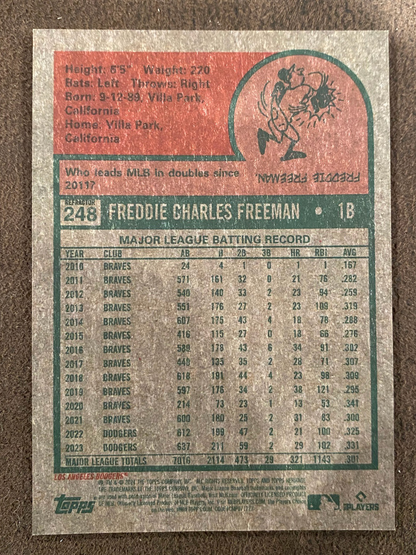 Height: 6'5" Weight: 220
Bats: Left Throws: Right
Born: 9-12-89, Villa Park,
California
Home: Villa Park,
California
Who leads MLB in doubles since
2011?
FREDDIE FREEMAN.
REFRACTOR
248 FREDDIE CHARLES FREEMAN • 1B
MAJOR LEAGUE BATTING RECORD
YEAR CLUB AB H 2B 3B HR RBI AVG
2010 BRAVES 24 4 1 0 1 1 .167
2011 BRAVES 571 161 32 0 21 76 .282
2012 BRAVES 540 140 33 2 23 94 .259
2013 BRAVES 551 176 27 2 23 109 .319
2014 BRAVES 607 175 43 4 18 78 .288
2015 BRAVES 416 115 27 0 18 66 .276
2016 BRAVES 589 178 43 6 34 91 .302
2017 BRAVES 440 135 35 2 28 71 .307
2018 BRAVES 618 191 44 4 23 98 .309
2019 BRAVES 597 176 34 2 38 121 .295
2020 BRAVES 214 73 23 1 13 53 .341
2021 BRAVES 600 180 25 2 31 83 .300
2022 DODGERS 612 199 47 2 21 100 .325
2023 DODGERS 637 211 59 2 29 102 .331
MAJOR LEAGUE TOTALS 7016 2114 473 29 321 1143 .301
LOS ANGELES DODGERS™
Topps
MLB PLAYERS